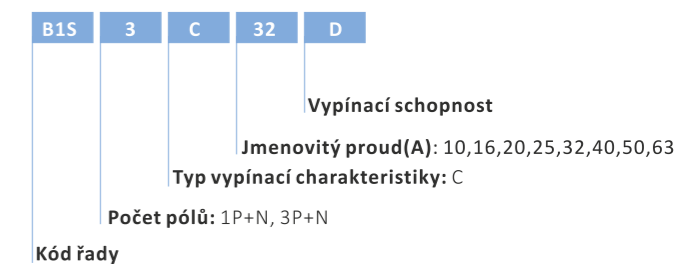 B1S 3 C 32 D
Vypínací schopnost
Jmenovitý proud(A): 10,16,20,25,32,40,50,63
Typ vypínací charakteristiky: C
Počet pólů: 1P+N, 3P+N
Kód řady